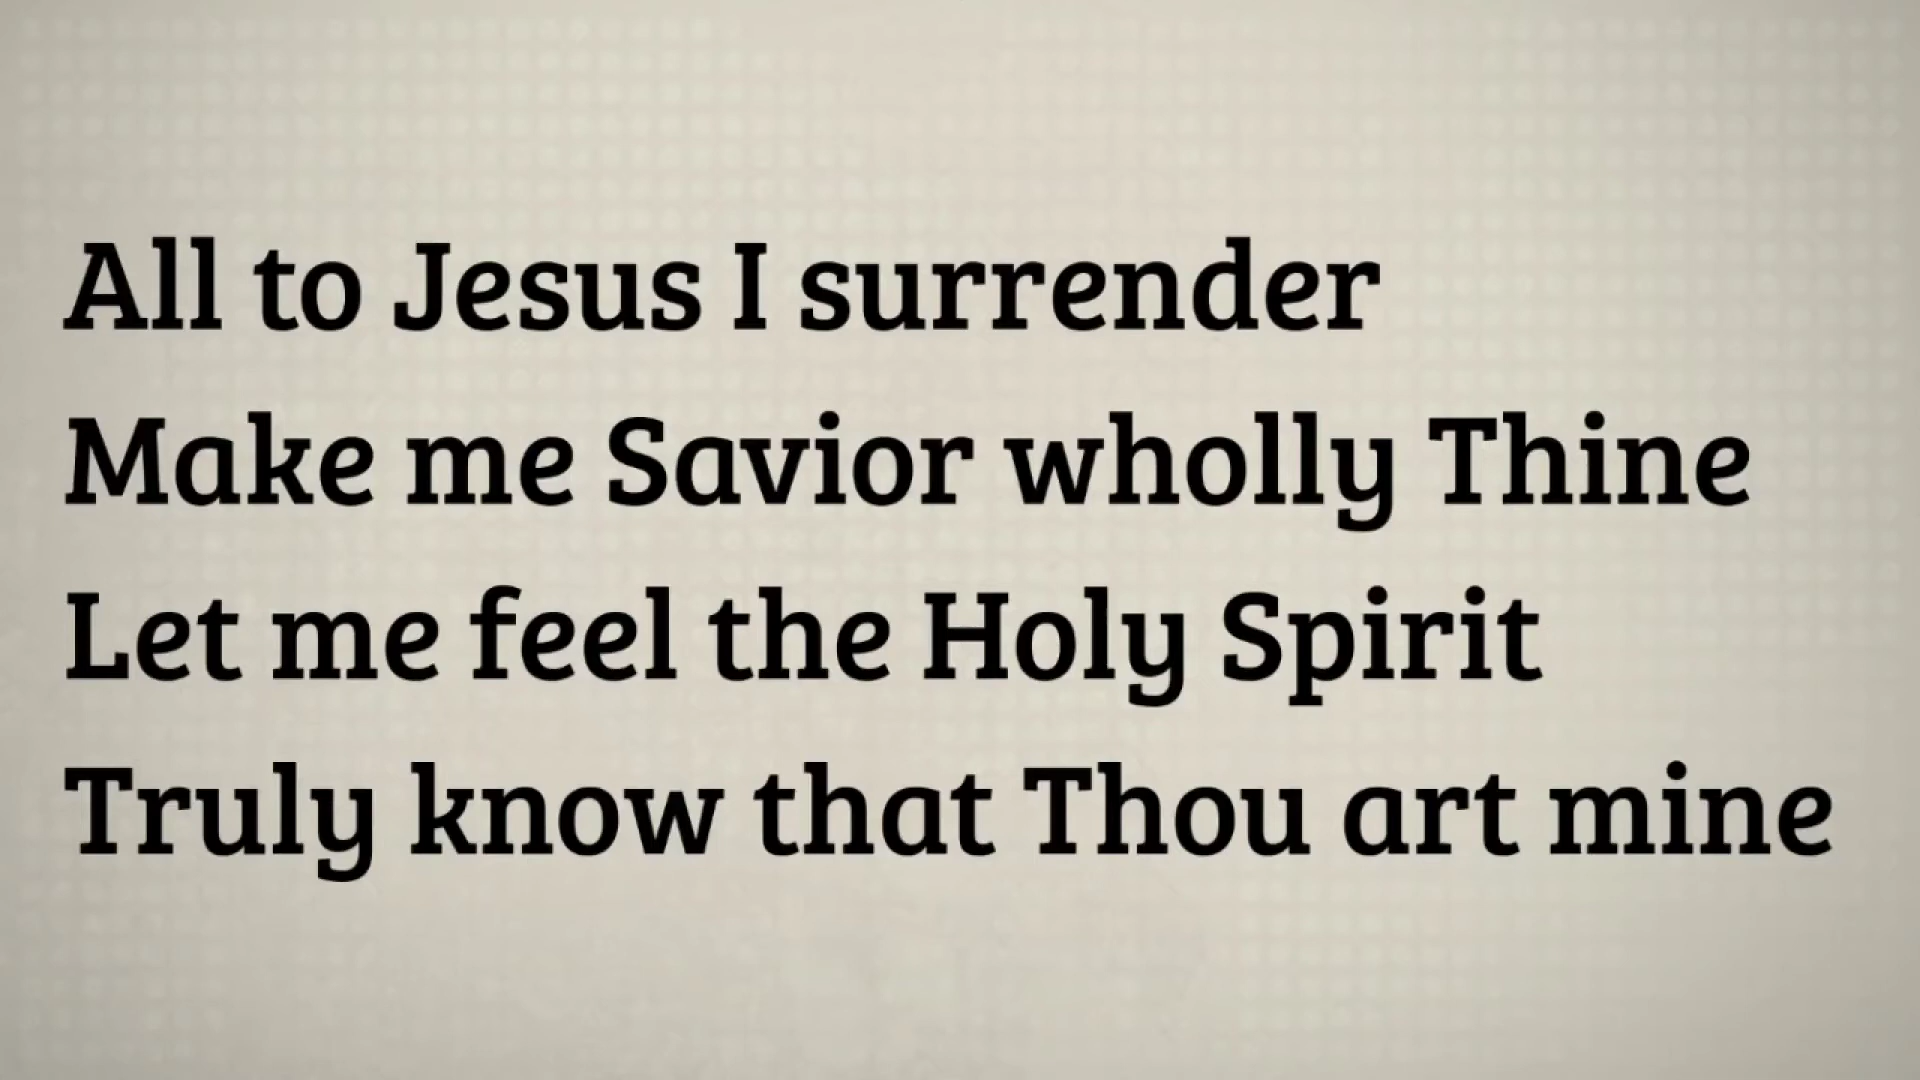 All to Jesus I surrender
Make me Savior wholly Thine
Let me feel the Holy Spirit
Truly know that Thou art mine